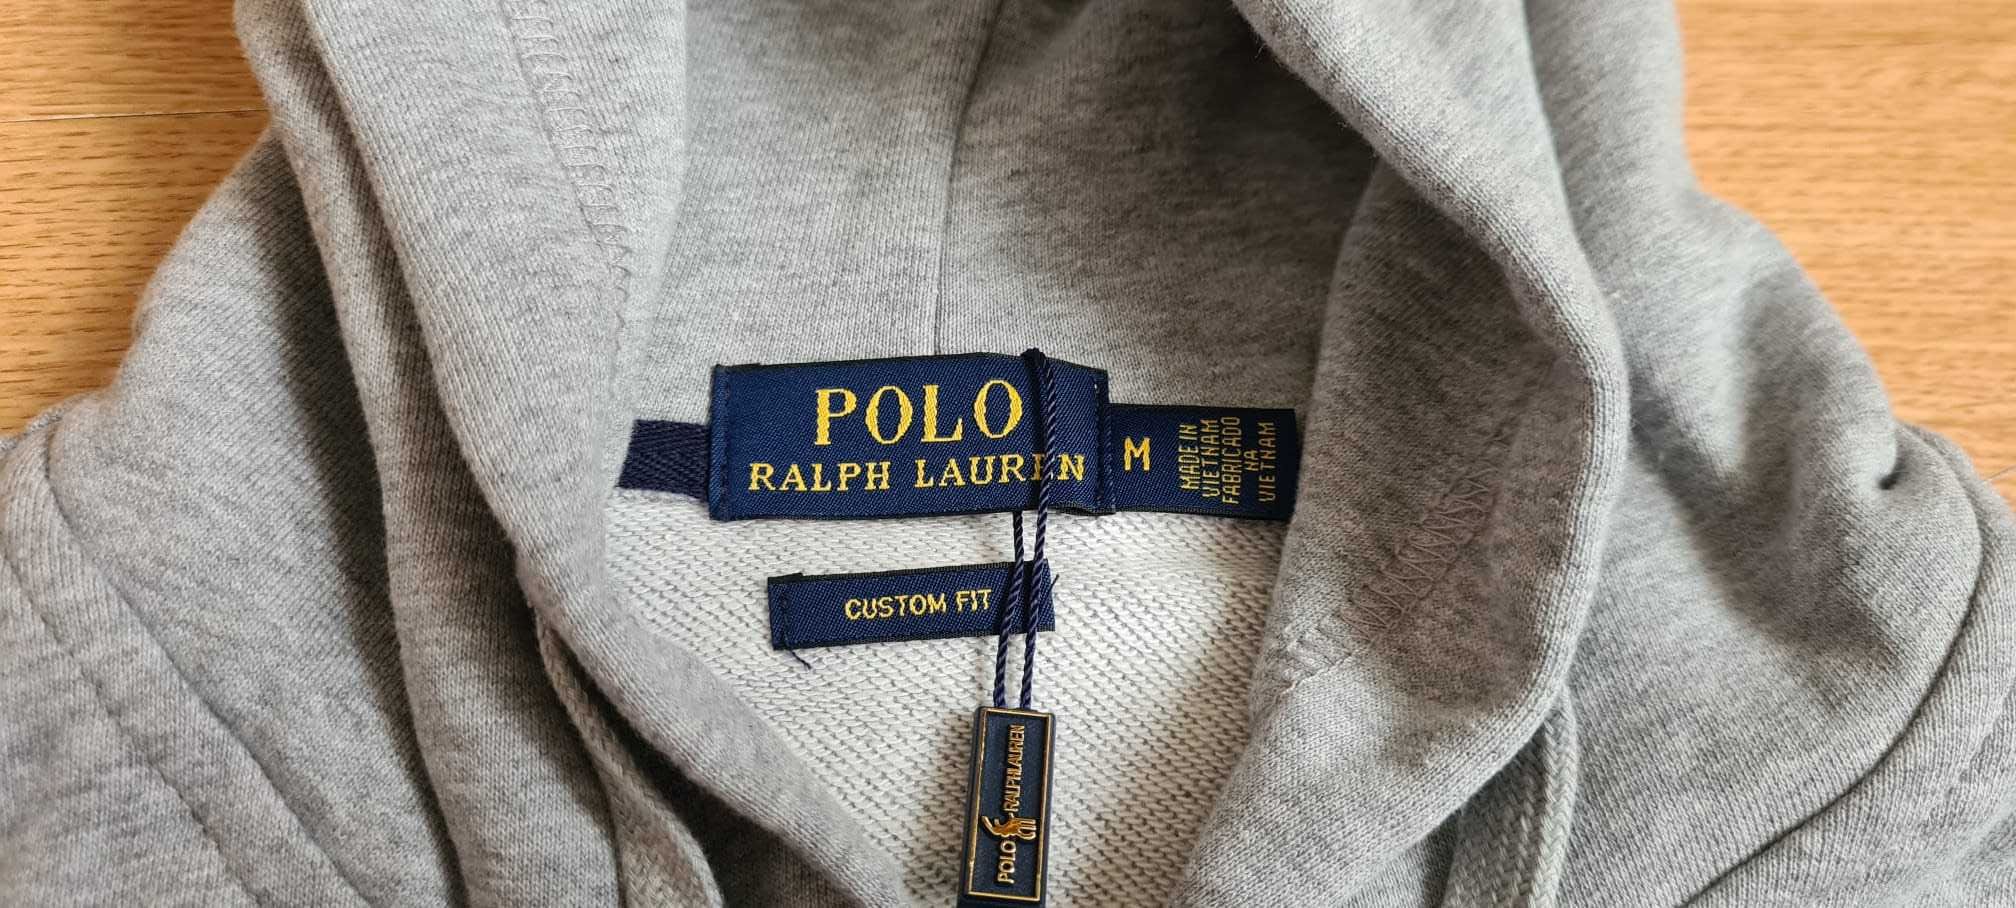 POLO
RALPH LAUREN
M
MADE IN
VIETNAM
FABRICADO
NA
VIETNAM
CUSTOM FIT
POLO RALPH LAUREN